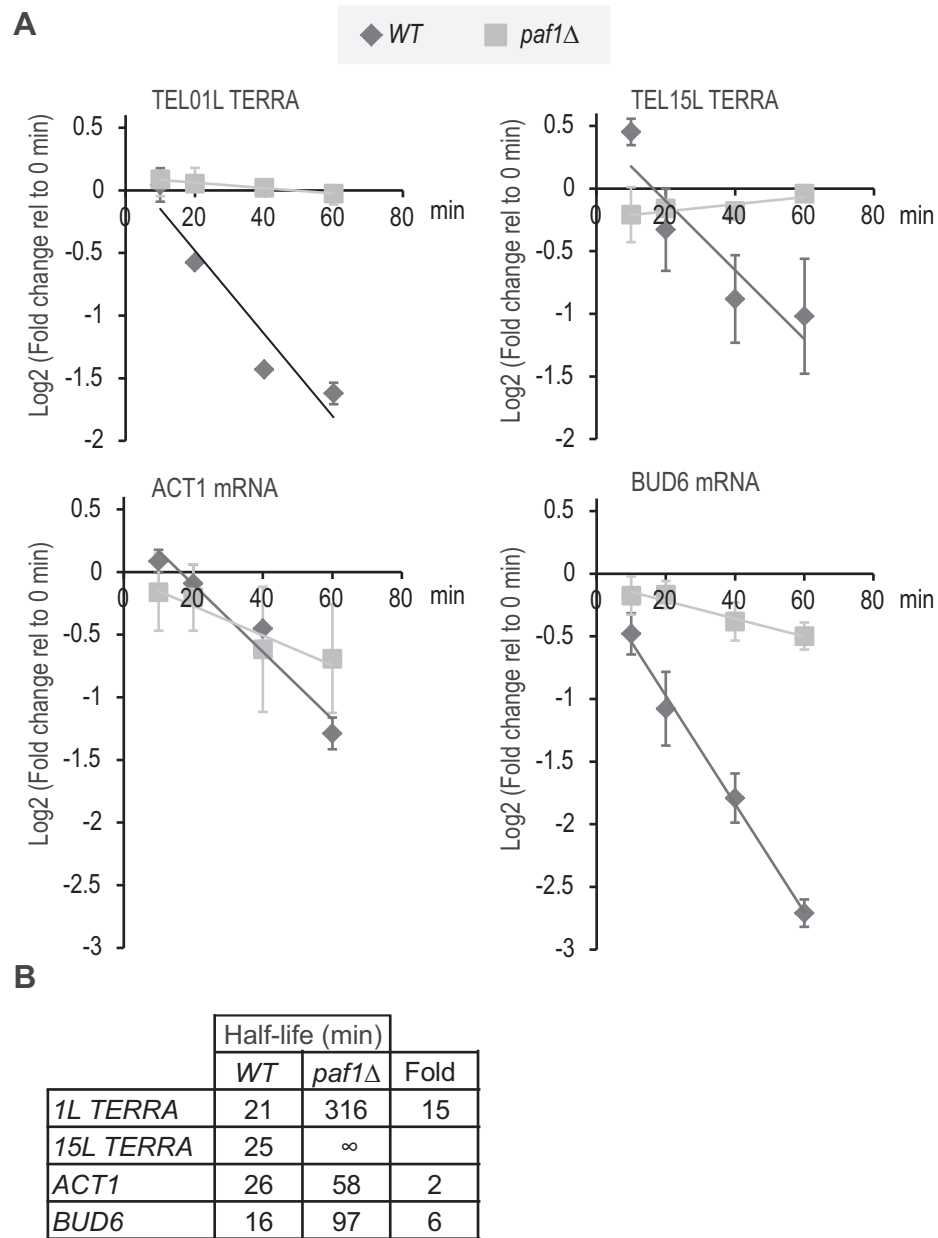 A
WT paf1Δ
TEL01L TERRA
Log2 (Fold change rel to 0 min)
0.5
0
-0.5
-1
-1.5
-2
0 20 40 60 80 min
TEL15L TERRA
Log2 (Fold change rel to 0 min)
0.5
0
-0.5
-1
-1.5
-2
0 20 40 60 80 min
ACT1 mRNA
Log2 (Fold change rel to 0 min)
0.5
0
-0.5
-1
-1.5
-2
-2.5
-3
0 20 40 60 80 min
BUD6 mRNA
Log2 (Fold change rel to 0 min)
0.5
0
-0.5
-1
-1.5
-2
-2.5
-3
0 20 40 60 80 min
B
Half-life (min)
WT paf1Δ Fold
1L TERRA 21 316 15
15L TERRA 25 ∞
ACT1 26 58 2
BUD6 16 97 6